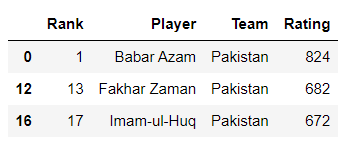 Rank Player Team Rating
0 1 Babar Azam Pakistan 824
12 13 Fakhar Zaman Pakistan 682
16 17 Imam-ul-Huq Pakistan 672